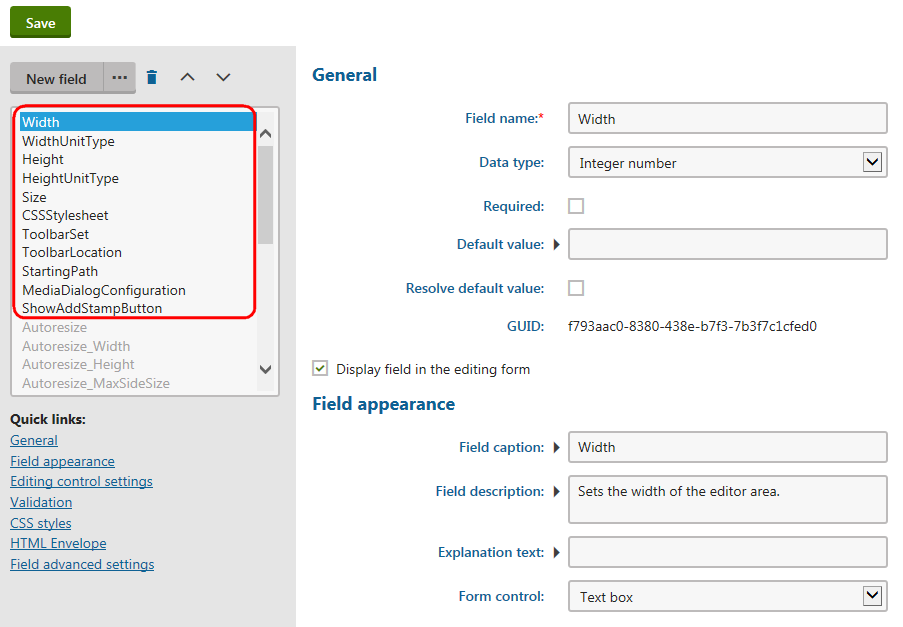 Save
New field ...
Width
WidthUnitType
Height
HeightUnitType
Size
CSSStylesheet
ToolbarSet
ToolbarLocation
StartingPath
MediaDialogConfiguration
ShowAddStampButton
Autoresize
Autoresize_Width
Autoresize_Height
Autoresize_MaxSideSize
Quick links:
General
Field appearance
Editing control settings
Validation
CSS styles
HTML Envelope
Field advanced settings
General
Field name:* Width
Data type: Integer number
Required:
Default value:
Resolve default value:
GUID: f793aac0-8380-438e-b7f3-7b3f7c1cfed0
Display field in the editing form
Field appearance
Field caption: Width
Field description: Sets the width of the editor area.
Explanation text:
Form control: Text box